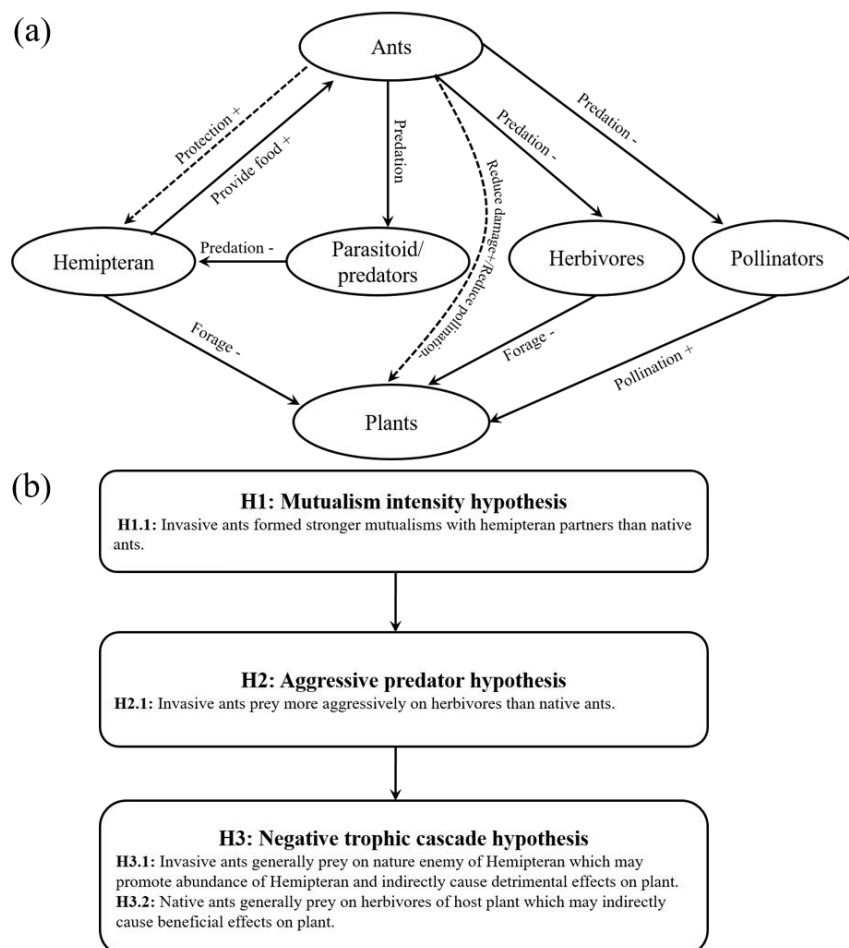 (a)
Ants
Protection +
Provide food +
Predation
Reduce damage+/Reduce pollination-
Predation -
Predation -
Hemipteran
Predation -
Parasitoid/
predators
Herbivores
Pollinators
Forage -
Forage -
Pollination +
Plants
(b)
H1: Mutualism intensity hypothesis
H1.1: Invasive ants formed stronger mutualisms with hemipteran partners than native
ants.
H2: Aggressive predator hypothesis
H2.1: Invasive ants prey more aggressively on herbivores than native ants.
H3: Negative trophic cascade hypothesis
H3.1: Invasive ants generally prey on nature enemy of Hemipteran which may
promote abundance of Hemipteran and indirectly cause detrimental effects on plant.
H3.2: Native ants generally prey on herbivores of host plant which may indirectly
cause beneficial effects on plant.